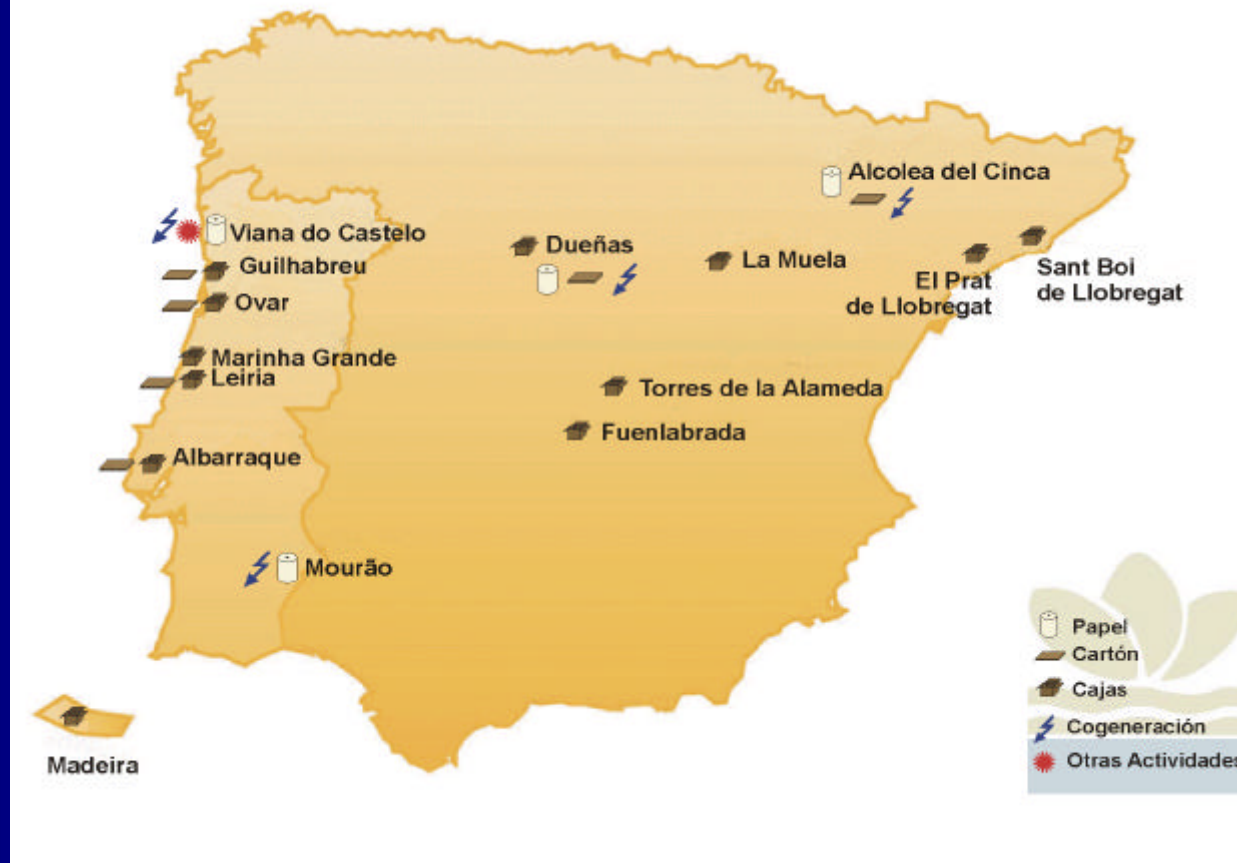 Alcolea del Cinca
Viana do Castelo
Dueñas
Guilhabreu
La Muela
El Prat
de Llobregat
Sant Boi
de Llobregat
Ovar
Marinha Grande
Leiria
Torres de la Alameda
Fuenlabrada
Albarraque
Mourão
Madeira
Papel
Cartón
Cajas
Cogeneración
Otras Actividades